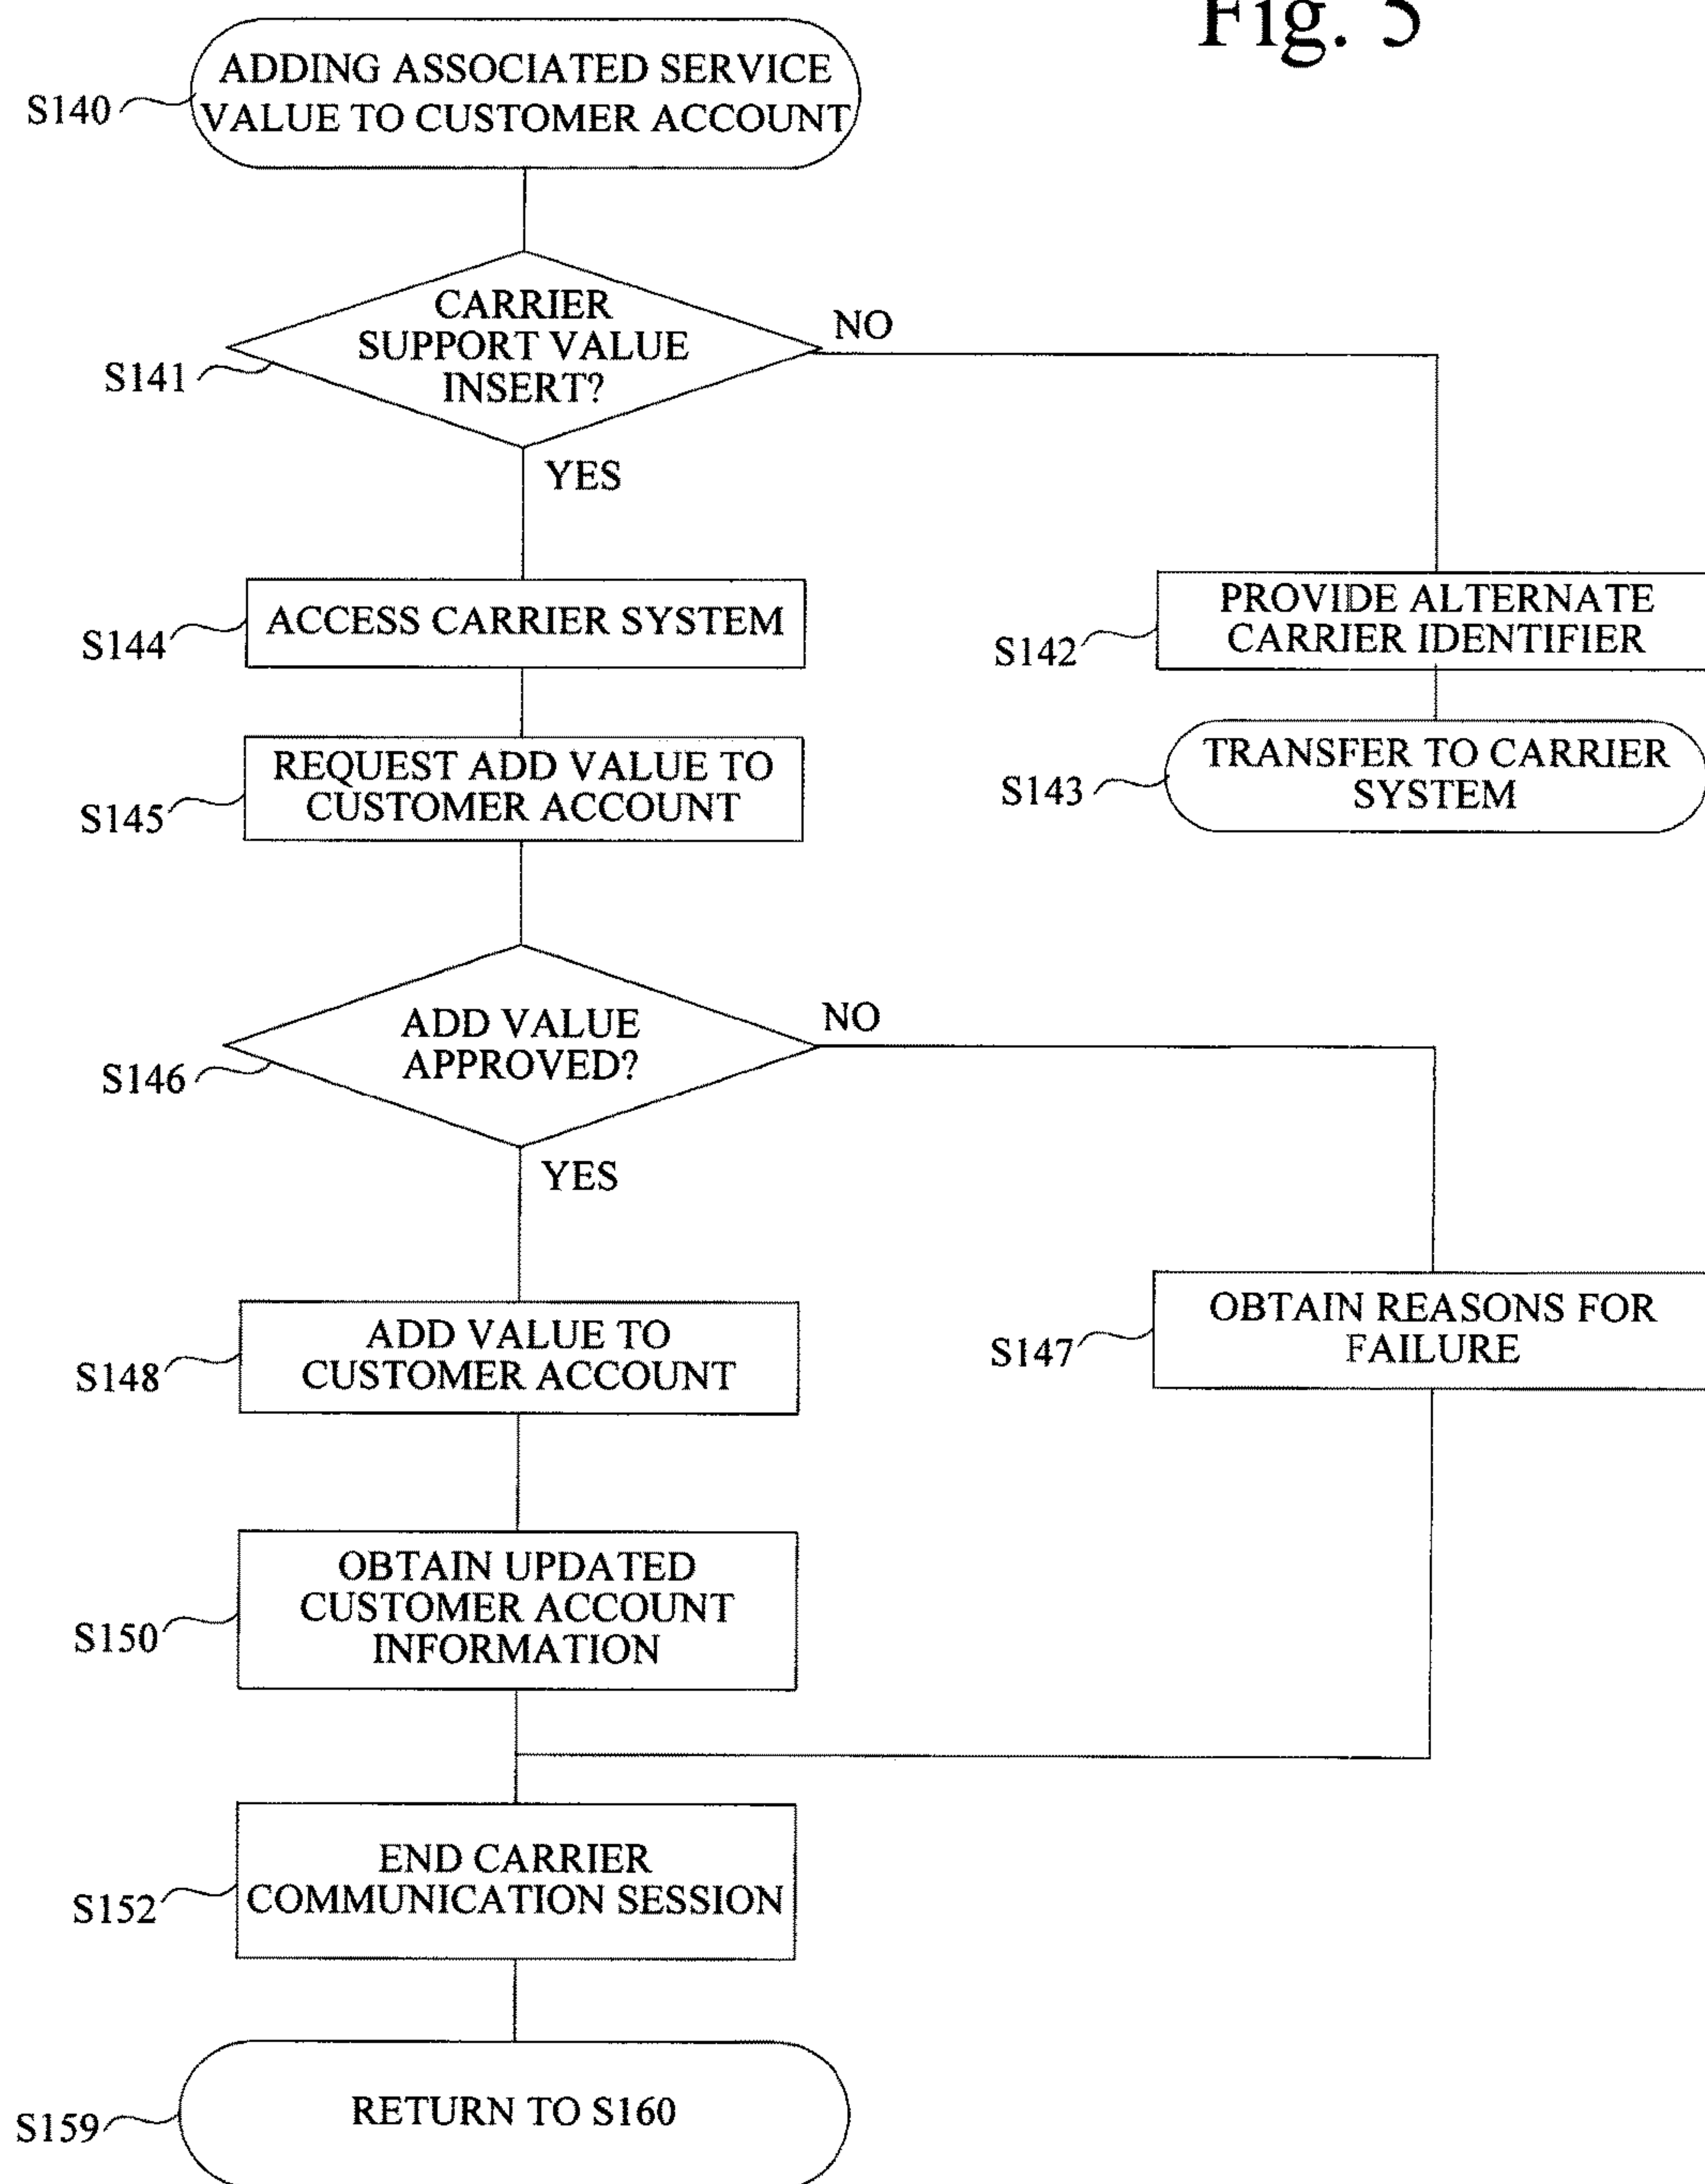 Fig. 5
ADDING ASSOCIATED SERVICE
VALUE TO CUSTOMER ACCOUNT
S140
CARRIER
SUPPORT VALUE
INSERT?
S141
NO
YES
ACCESS CARRIER SYSTEM
S144
PROVIDE ALTERNATE
CARRIER IDENTIFIER
S142
TRANSFER TO CARRIER
SYSTEM
S143
REQUEST ADD VALUE TO
CUSTOMER ACCOUNT
S145
ADD VALUE
APPROVED?
S146
NO
YES
OBTAIN REASONS FOR
FAILURE
S147
ADD VALUE TO
CUSTOMER ACCOUNT
S148
OBTAIN UPDATED
CUSTOMER ACCOUNT
INFORMATION
S150
END CARRIER
COMMUNICATION SESSION
S152
RETURN TO S160
S159